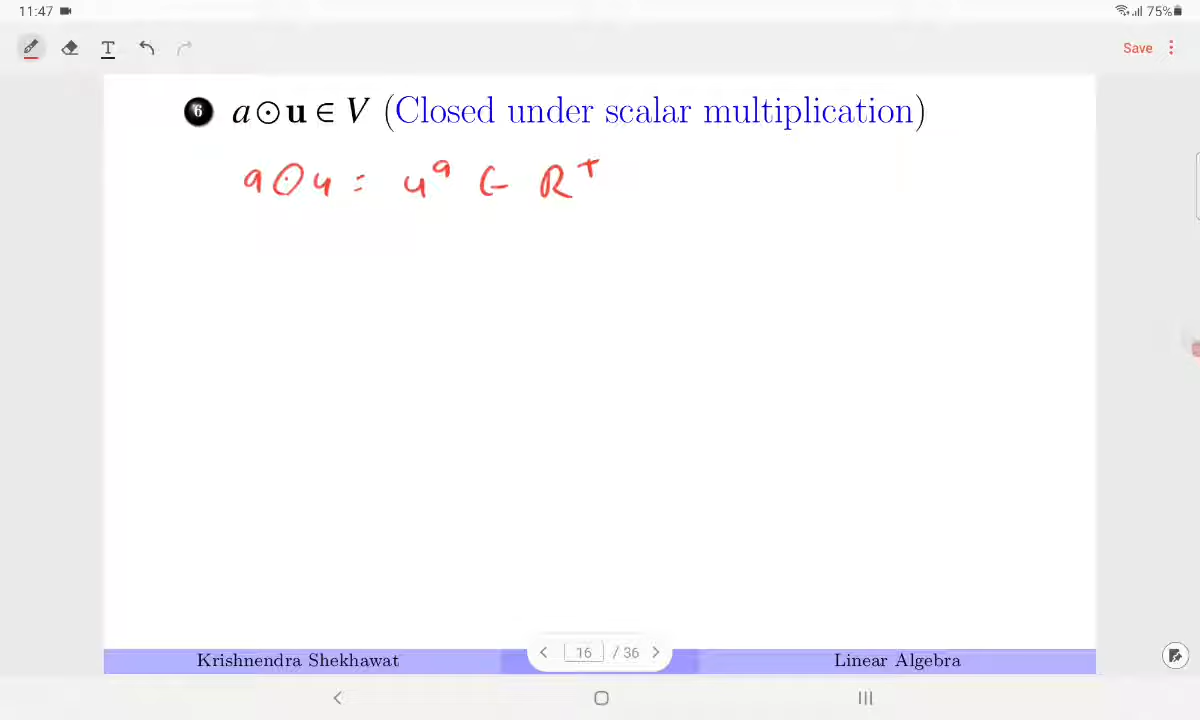 11:47 75%
T Save
6 a⊙u ∈ V (Closed under scalar multiplication)
a⊙u = u^a ∈ R^+
16 / 36
Krishnendra Shekhawat Linear Algebra